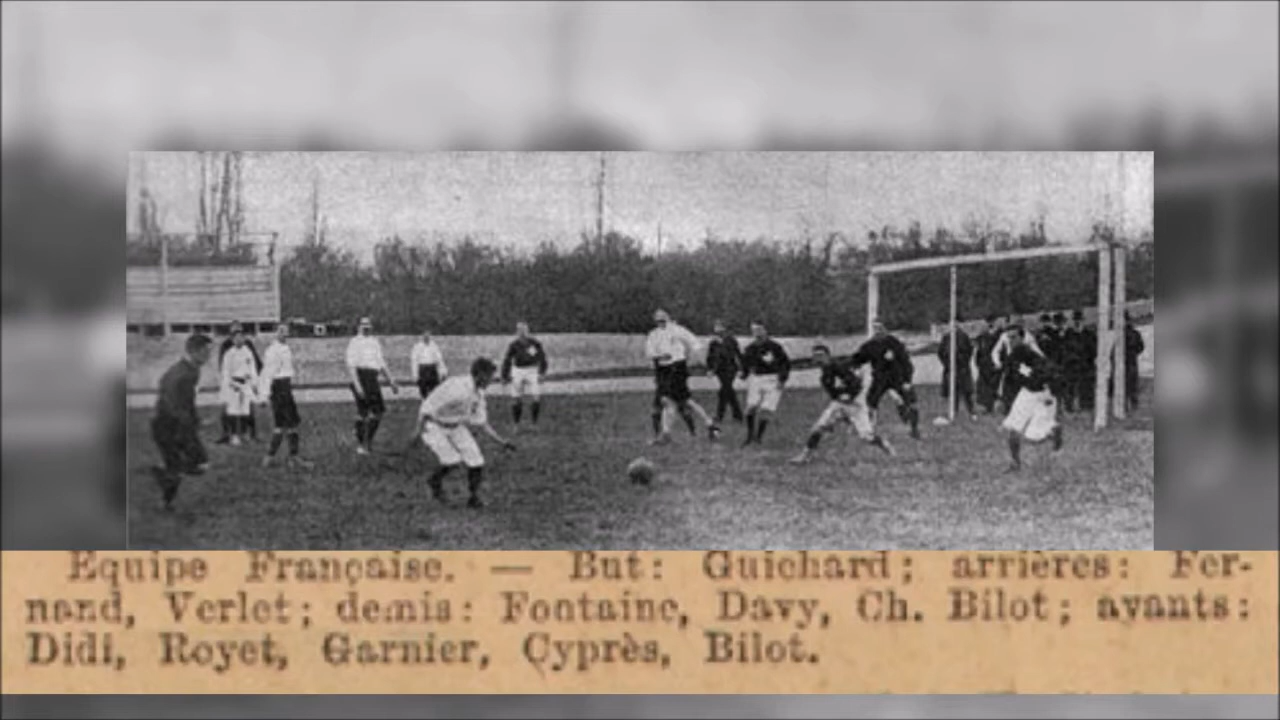 Equipe Française. — But: Guichard; arrières: Fer-
nand, Verlet; demis: Fontaine, Davy, Ch. Bilot; avants:
Didi, Royet, Garnier, Cyprès, Bilot.